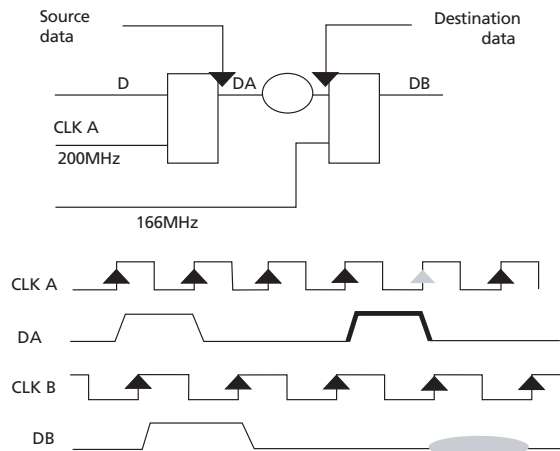 Source
data
Destination
data
D
DA
DB
CLK A
200MHz
166MHz
CLK A
DA
CLK B
DB